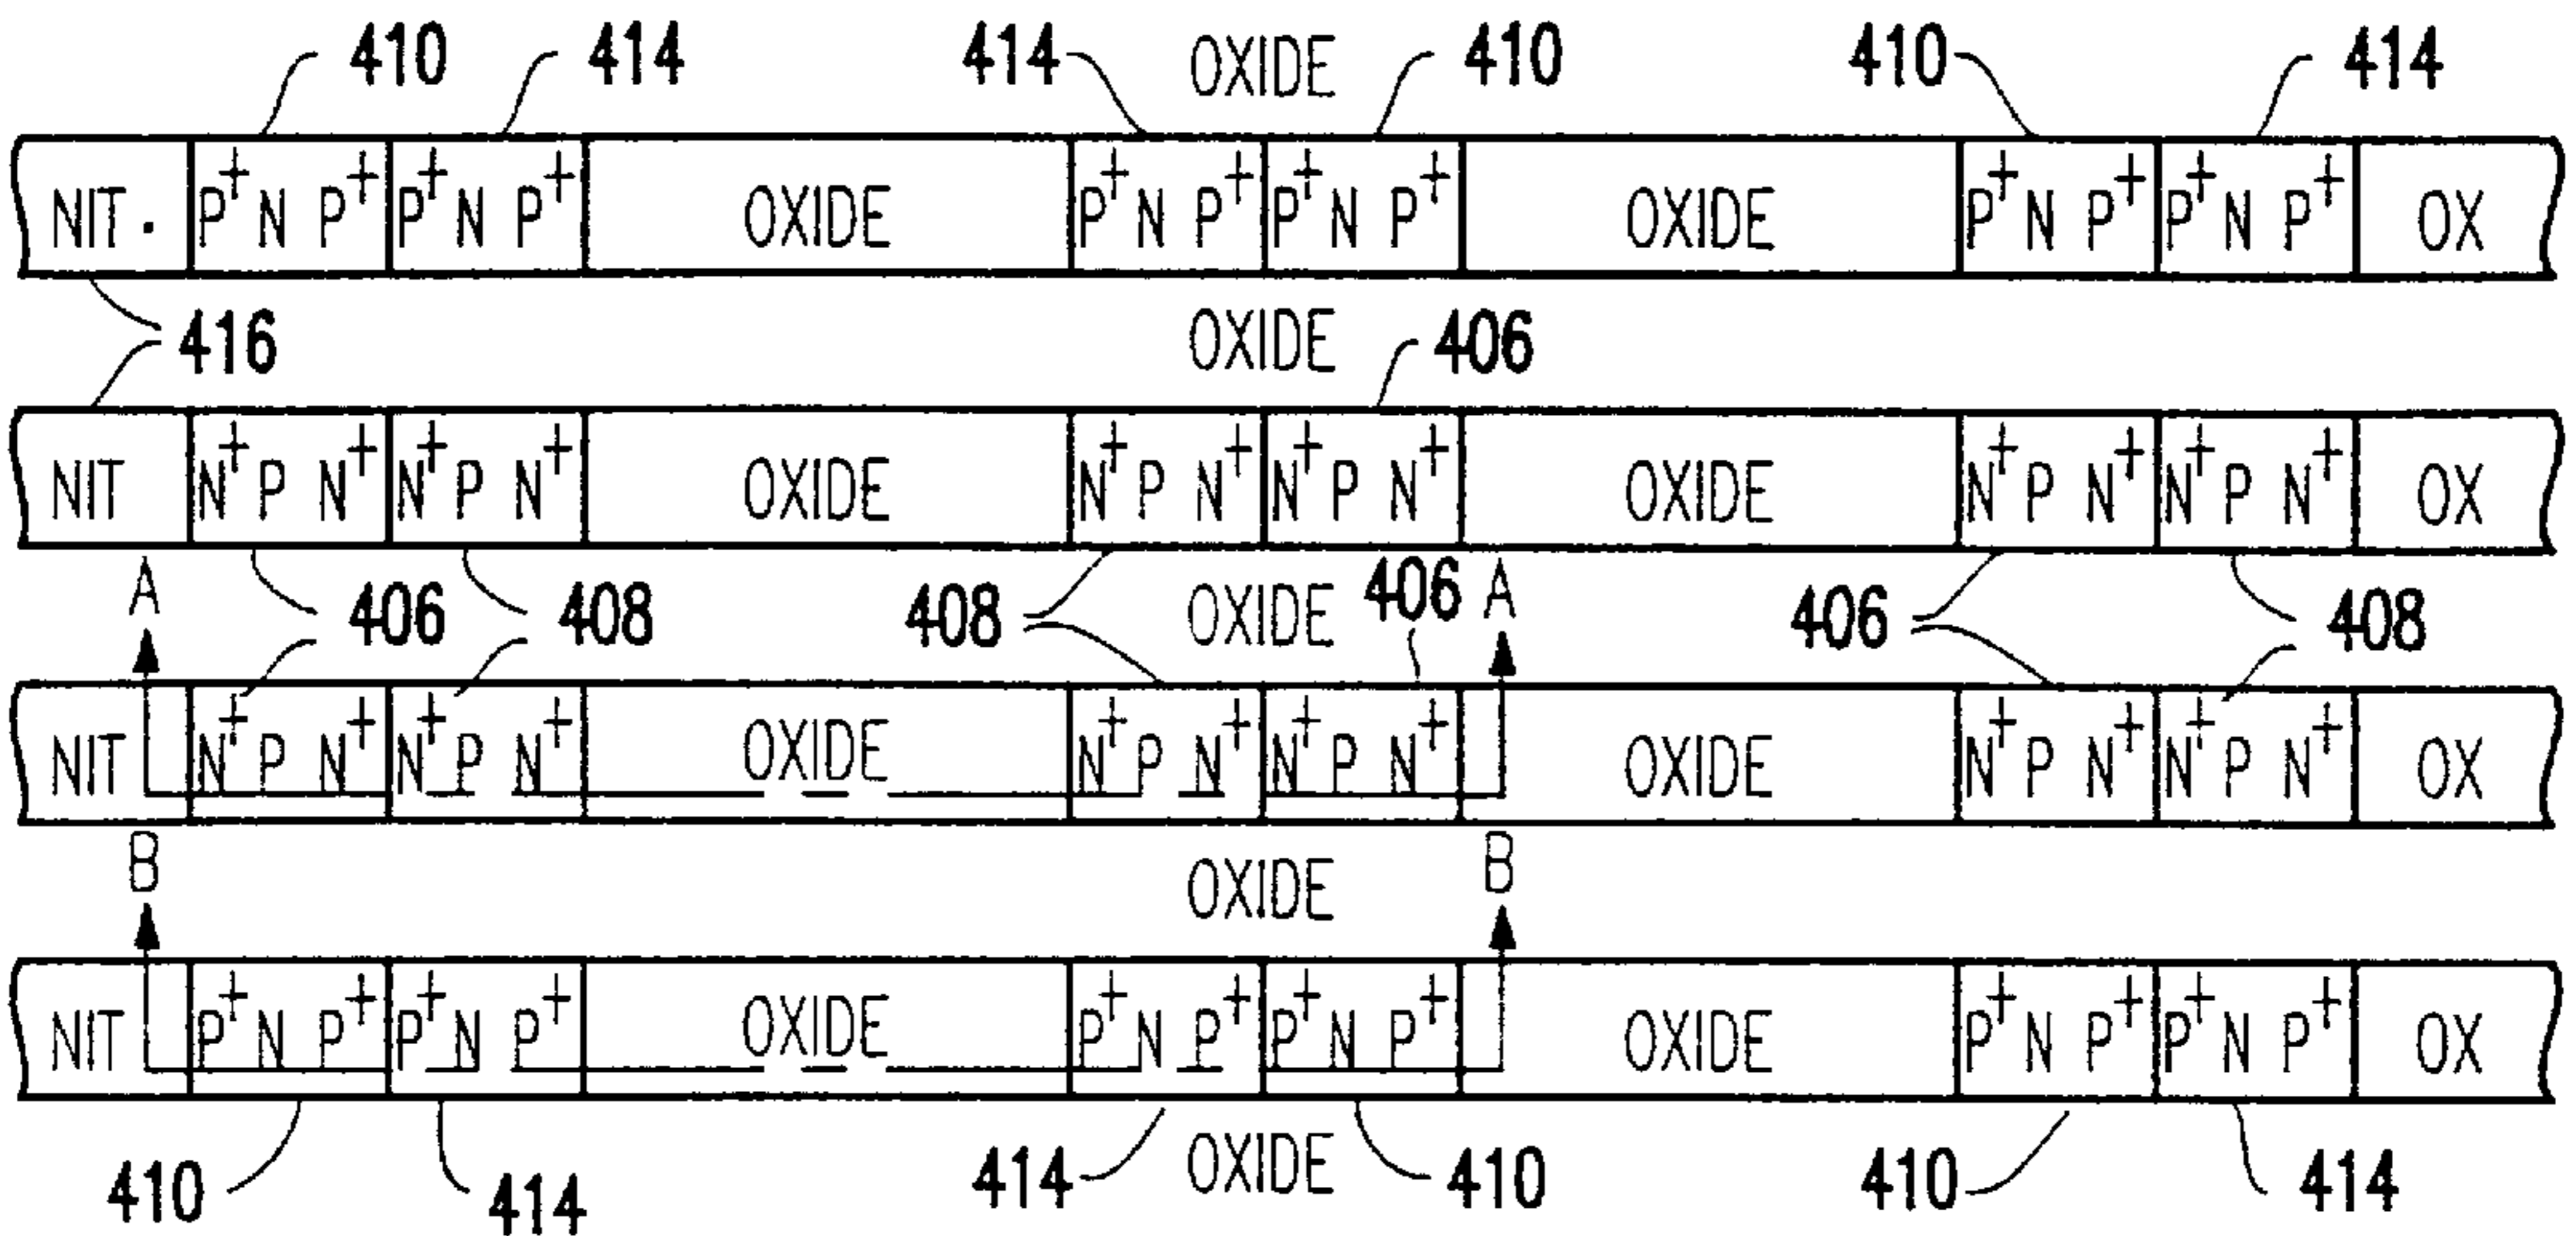 410 414 414 OXIDE 410 410 414
NIT. P+ N P+ P+ N P+ OXIDE P+ N P+ P+ N P+ OXIDE P+ N P+ P+ N P+ OX
416 OXIDE 406
NIT N+ P N+ N+ P N+ OXIDE N+ P N+ N+ P N+ OXIDE N+ P N+ N+ P N+ OX
A 406 408 408 OXIDE 406 A 406 408
NIT N+ P N+ N+ P N+ OXIDE N+ P N+ N+ P N+ OXIDE N+ P N+ N+ P N+ OX
B OXIDE B
NIT P+ N P+ P+ N P+ OXIDE P+ N P+ P+ N P+ OXIDE P+ N P+ P+ N P+ OX
410 414 414 OXIDE 410 410 414